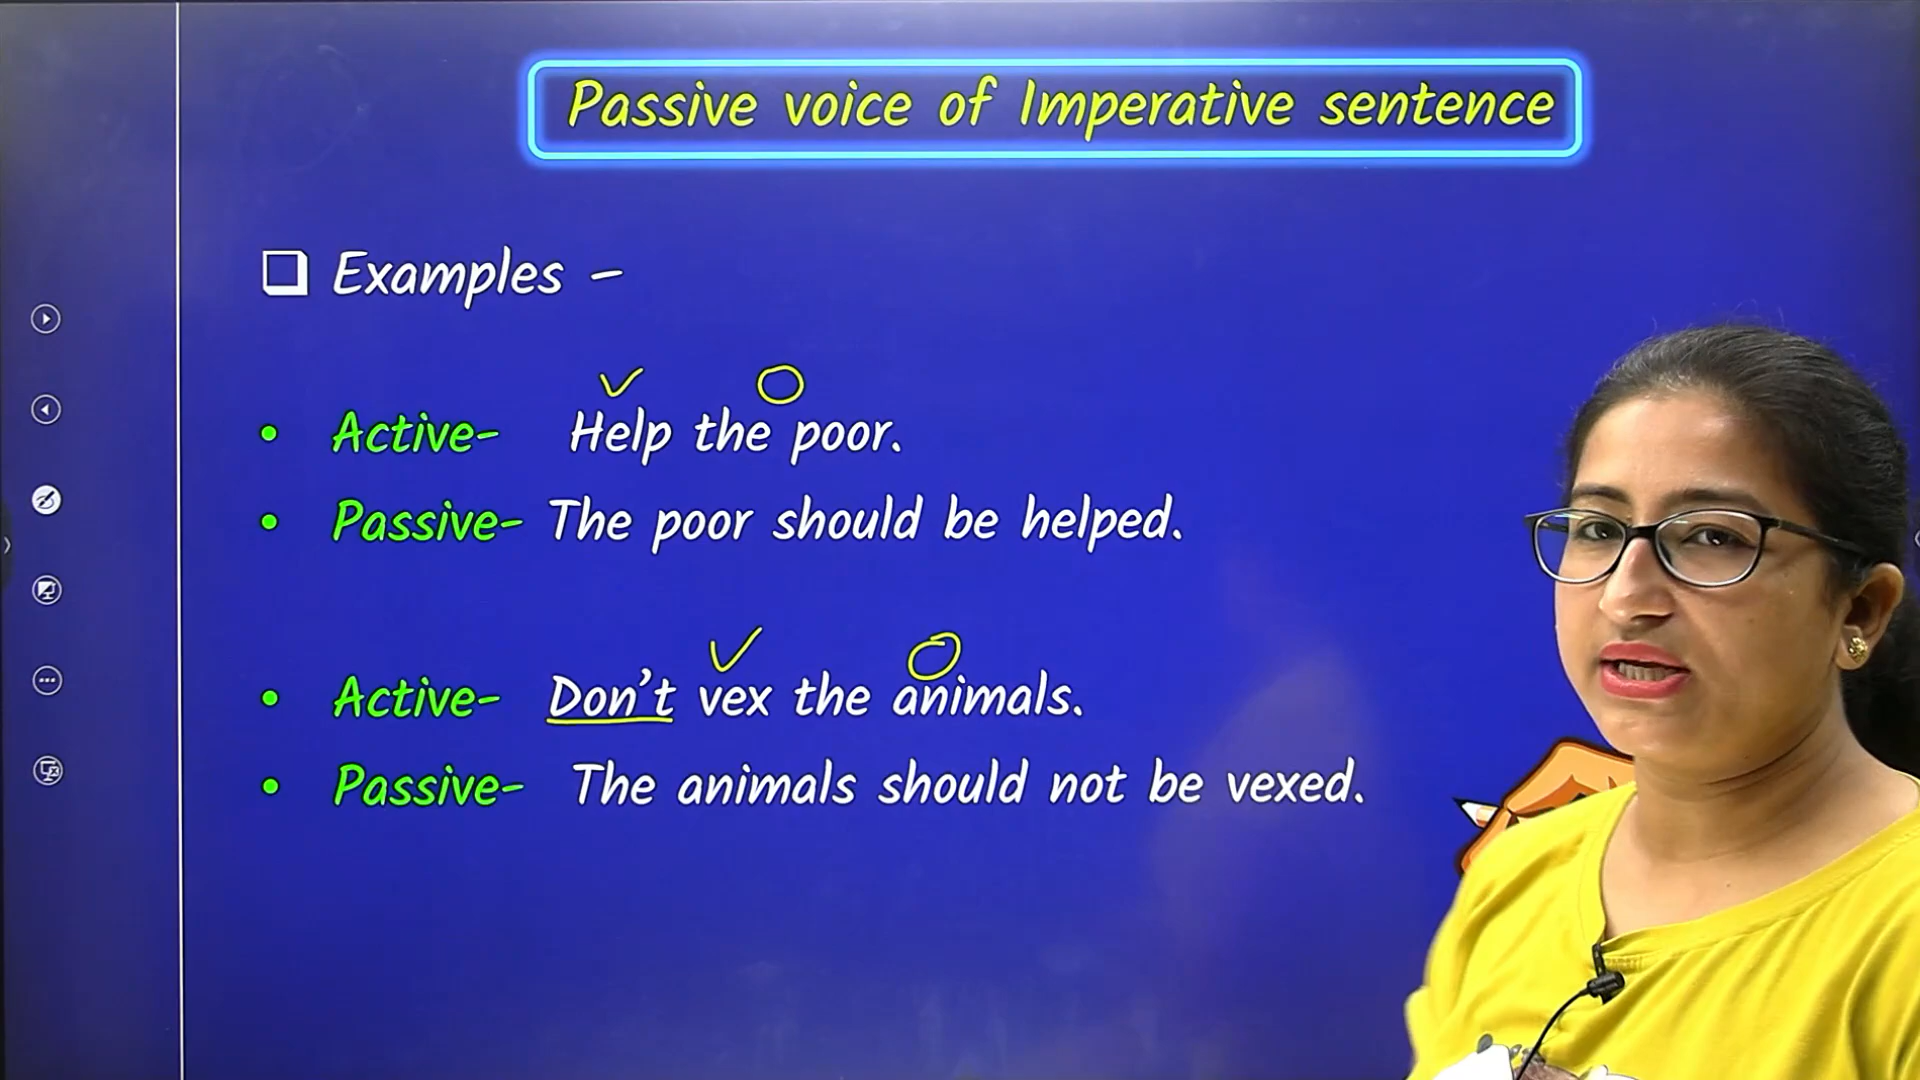 Passive voice of Imperative sentence
❑ Examples –
• Active- Help the poor.
• Passive- The poor should be helped.
• Active- Don't vex the animals.
• Passive- The animals should not be vexed.